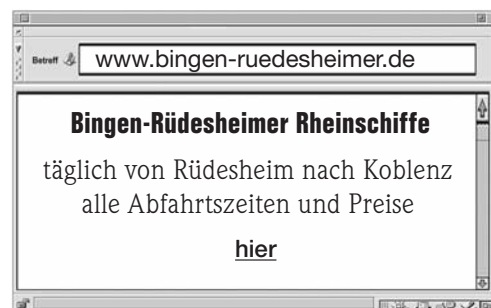 Betreff www.bingen-ruedesheimer.de
Bingen-Rüdesheimer Rheinschiffe
täglich von Rüdesheim nach Koblenz
alle Abfahrtszeiten und Preise
hier